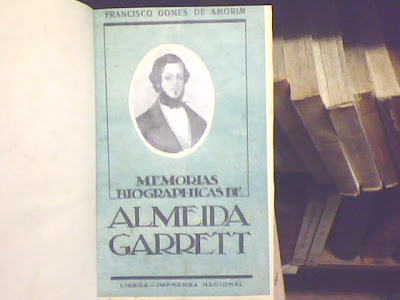 FRANCISCO GOMES DE AMORIM
MEMORIAS
BIOGRAPHICAS DE
ALMEIDA
GARRETT
LISBOA—IMPRENSA NACIONAL